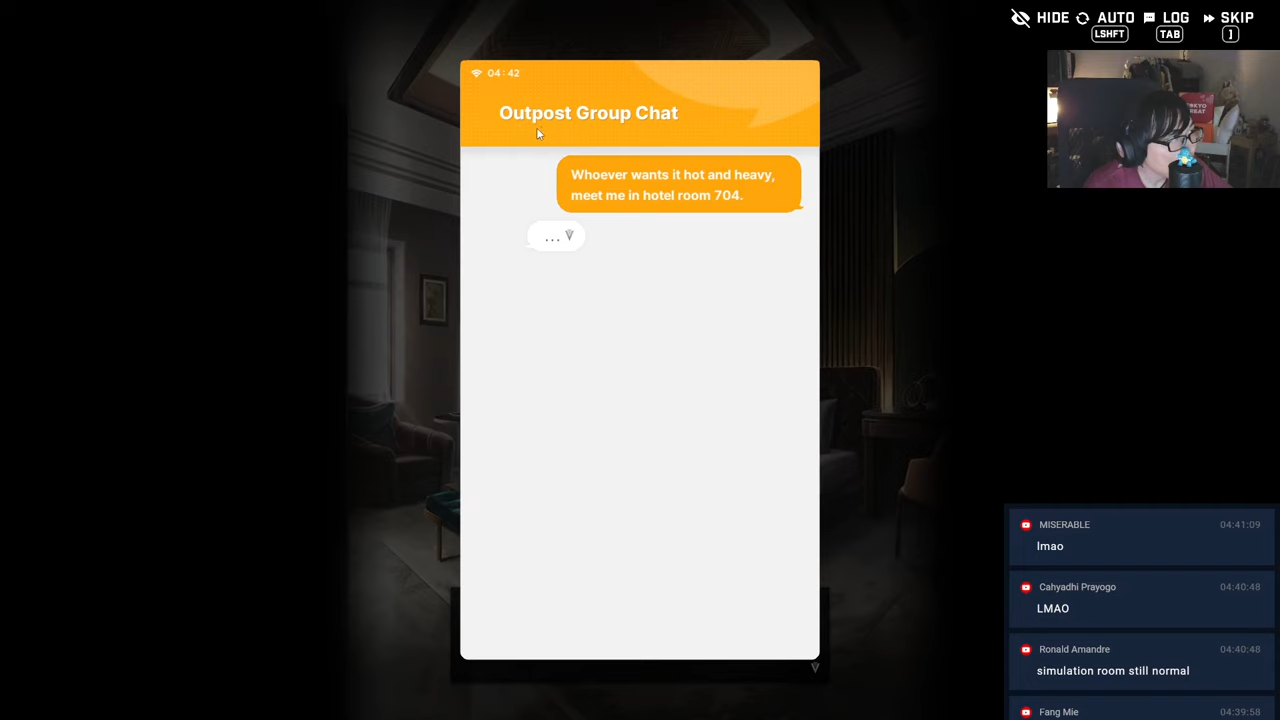 HIDE AUTO LOG SKIP
LSHFT TAB ]
04:42
Outpost Group Chat
Whoever wants it hot and heavy,
meet me in hotel room 704.
...
MISERABLE 04:41:09
lmao
Cahyadhi Prayogo 04:40:48
LMAO
Ronald Amandre 04:40:48
simulation room still normal
Fang Mie 04:39:58